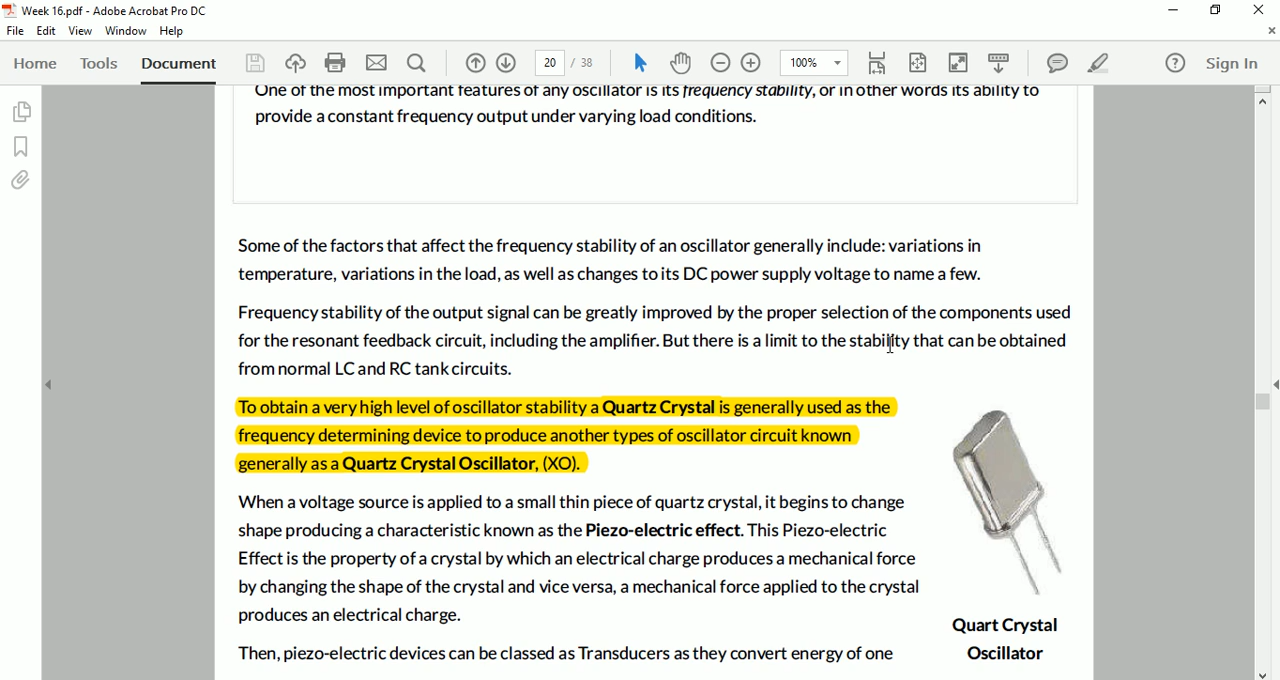 Week 16.pdf - Adobe Acrobat Pro DC
File Edit View Window Help
Home Tools Document 20 / 38 100% Sign In
One of the most important features of any oscillator is its frequency stability, or in other words its ability to
provide a constant frequency output under varying load conditions.
Some of the factors that affect the frequency stability of an oscillator generally include: variations in
temperature, variations in the load, as well as changes to its DC power supply voltage to name a few.
Frequency stability of the output signal can be greatly improved by the proper selection of the components used
for the resonant feedback circuit, including the amplifier. But there is a limit to the stability that can be obtained
from normal LC and RC tank circuits.
To obtain a very high level of oscillator stability a Quartz Crystal is generally used as the
frequency determining device to produce another types of oscillator circuit known
generally as a Quartz Crystal Oscillator, (XO).
When a voltage source is applied to a small thin piece of quartz crystal, it begins to change
shape producing a characteristic known as the Piezo-electric effect. This Piezo-electric
Effect is the property of a crystal by which an electrical charge produces a mechanical force
by changing the shape of the crystal and vice versa, a mechanical force applied to the crystal
produces an electrical charge.
Then, piezo-electric devices can be classed as Transducers as they convert energy of one
Quart Crystal
Oscillator